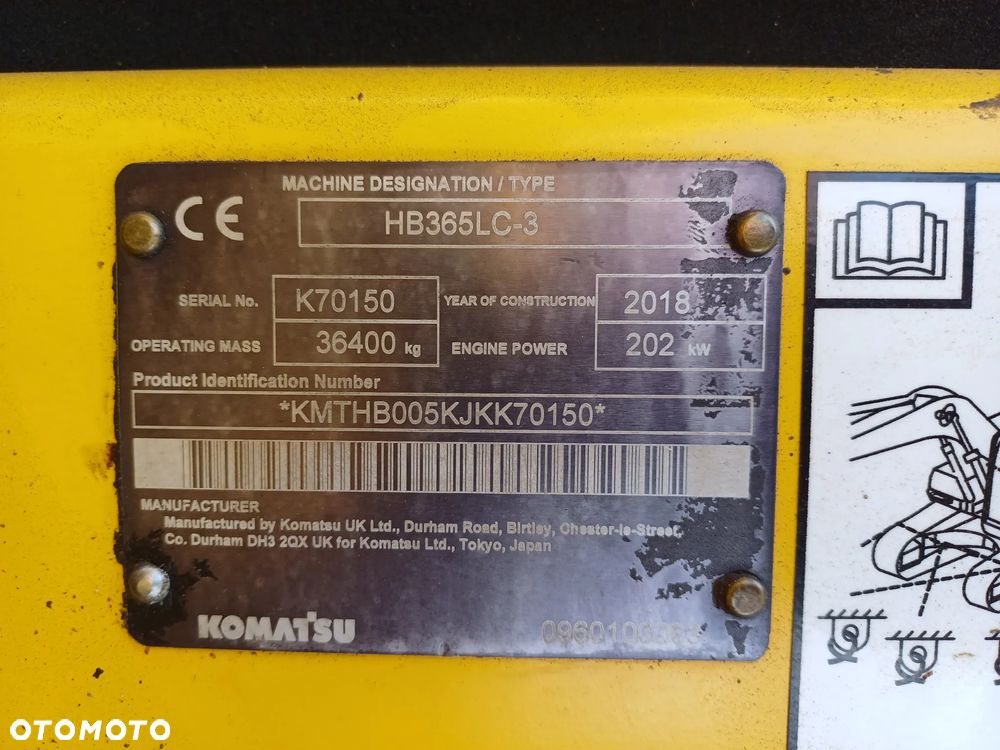 MACHINE DESIGNATION / TYPE
CE
HB365LC-3
SERIAL No.
K70150
YEAR OF CONSTRUCTION
2018
OPERATING MASS
36400 kg
ENGINE POWER
202 kW
Product Identification Number
*KMTHB005KJKK70150*
MANUFACTURER
Manufactured by Komatsu UK Ltd., Durham Road, Birtley, Chester-le-Street,
Co. Durham DH3 2QX UK for Komatsu Ltd., Tokyo, Japan
KOMATSU
OTOMOTO